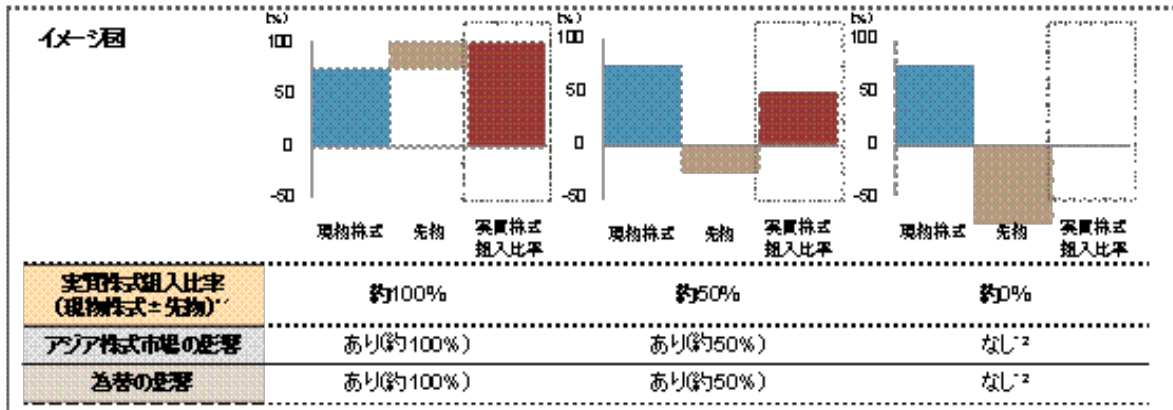 イメージ図
(%)
100
50
0
-50
現物株式 先物 実質株式
組入比率
(%)
100
50
0
-50
現物株式 先物 実質株式
組入比率
(%)
100
50
0
-50
現物株式 先物 実質株式
組入比率
実質株式組入比率
(現物株式±先物)
約100% 約50% 約0%
アジア株式市場の影響 あり(約100%) あり(約50%) なし*2
為替の影響 あり(約100%) あり(約50%) なし*2